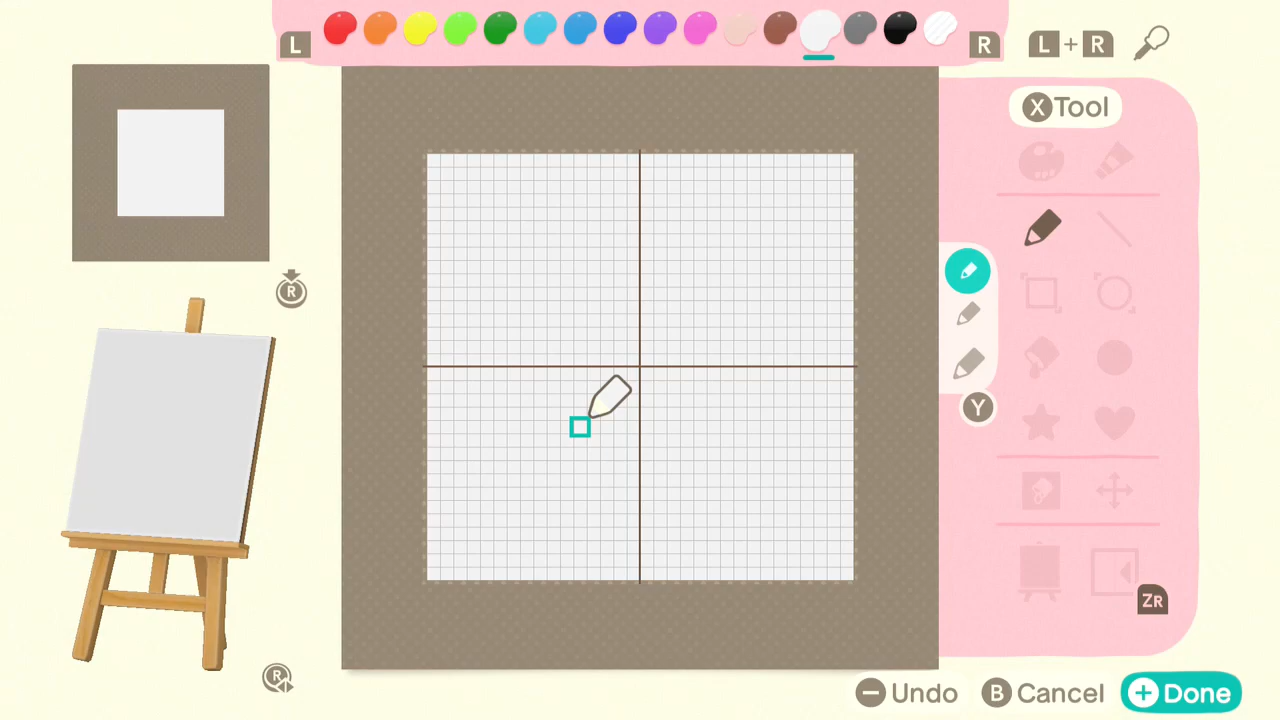 L
R
L + R
X Tool
R
Y
ZR
R
− Undo
B Cancel
+ Done